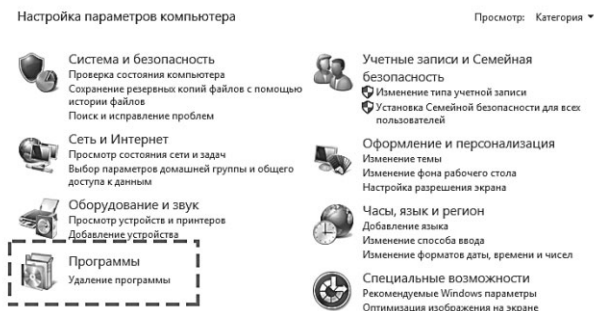 Настройка параметров компьютера
Просмотр: Категория
Система и безопасность
Проверка состояния компьютера
Сохранение резервных копий файлов с помощью
истории файлов
Поиск и исправление проблем
Сеть и Интернет
Просмотр состояния сети и задач
Выбор параметров домашней группы и общего
доступа к данным
Оборудование и звук
Просмотр устройств и принтеров
Добавление устройства
Программы
Удаление программы
Учетные записи и Семейная
безопасность
Изменение типа учетной записи
Установка Семейной безопасности для всех
пользователей
Оформление и персонализация
Изменение темы
Изменение фона рабочего стола
Настройка разрешения экрана
Часы, язык и регион
Добавление языка
Изменение способа ввода
Изменение форматов даты, времени и чисел
Специальные возможности
Рекомендуемые Windows параметры
Оптимизация изображения на экране